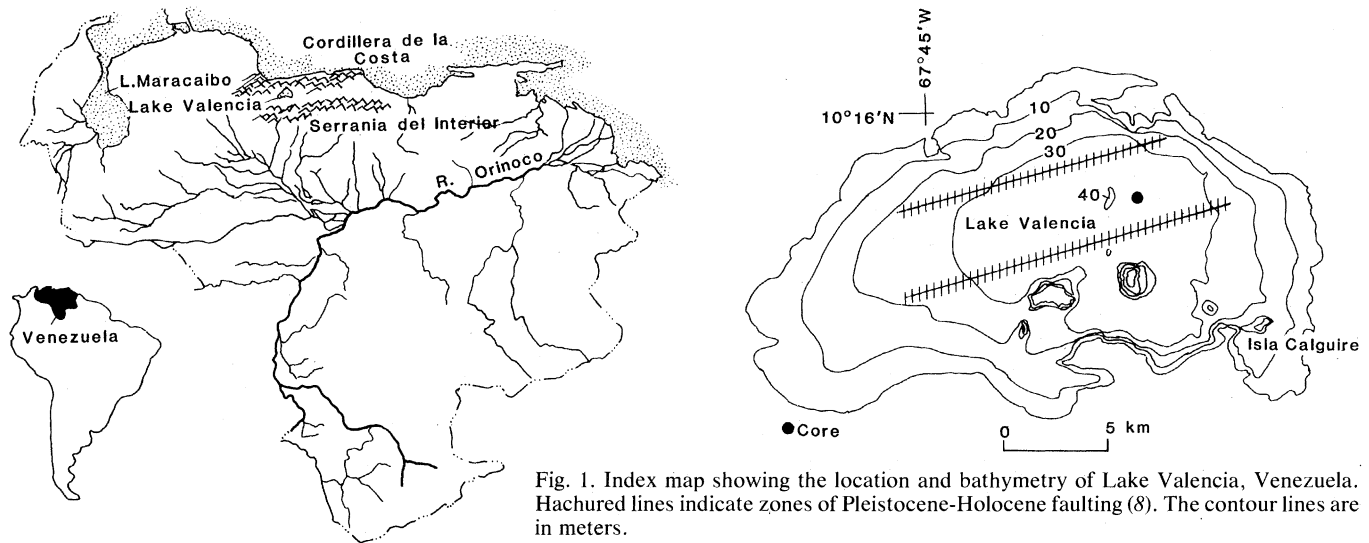 Cordillera de la
Costa
L. Maracaibo
Lake Valencia
Serrania del Interior
R. Orinoco
Venezuela
67°45'W
10°16'N
10
20
30
40
Lake Valencia
Isla Calguire
Core
0 5 km
Fig. 1. Index map showing the location and bathymetry of Lake Valencia, Venezuela.
Hachured lines indicate zones of Pleistocene-Holocene faulting (8). The contour lines are
in meters.